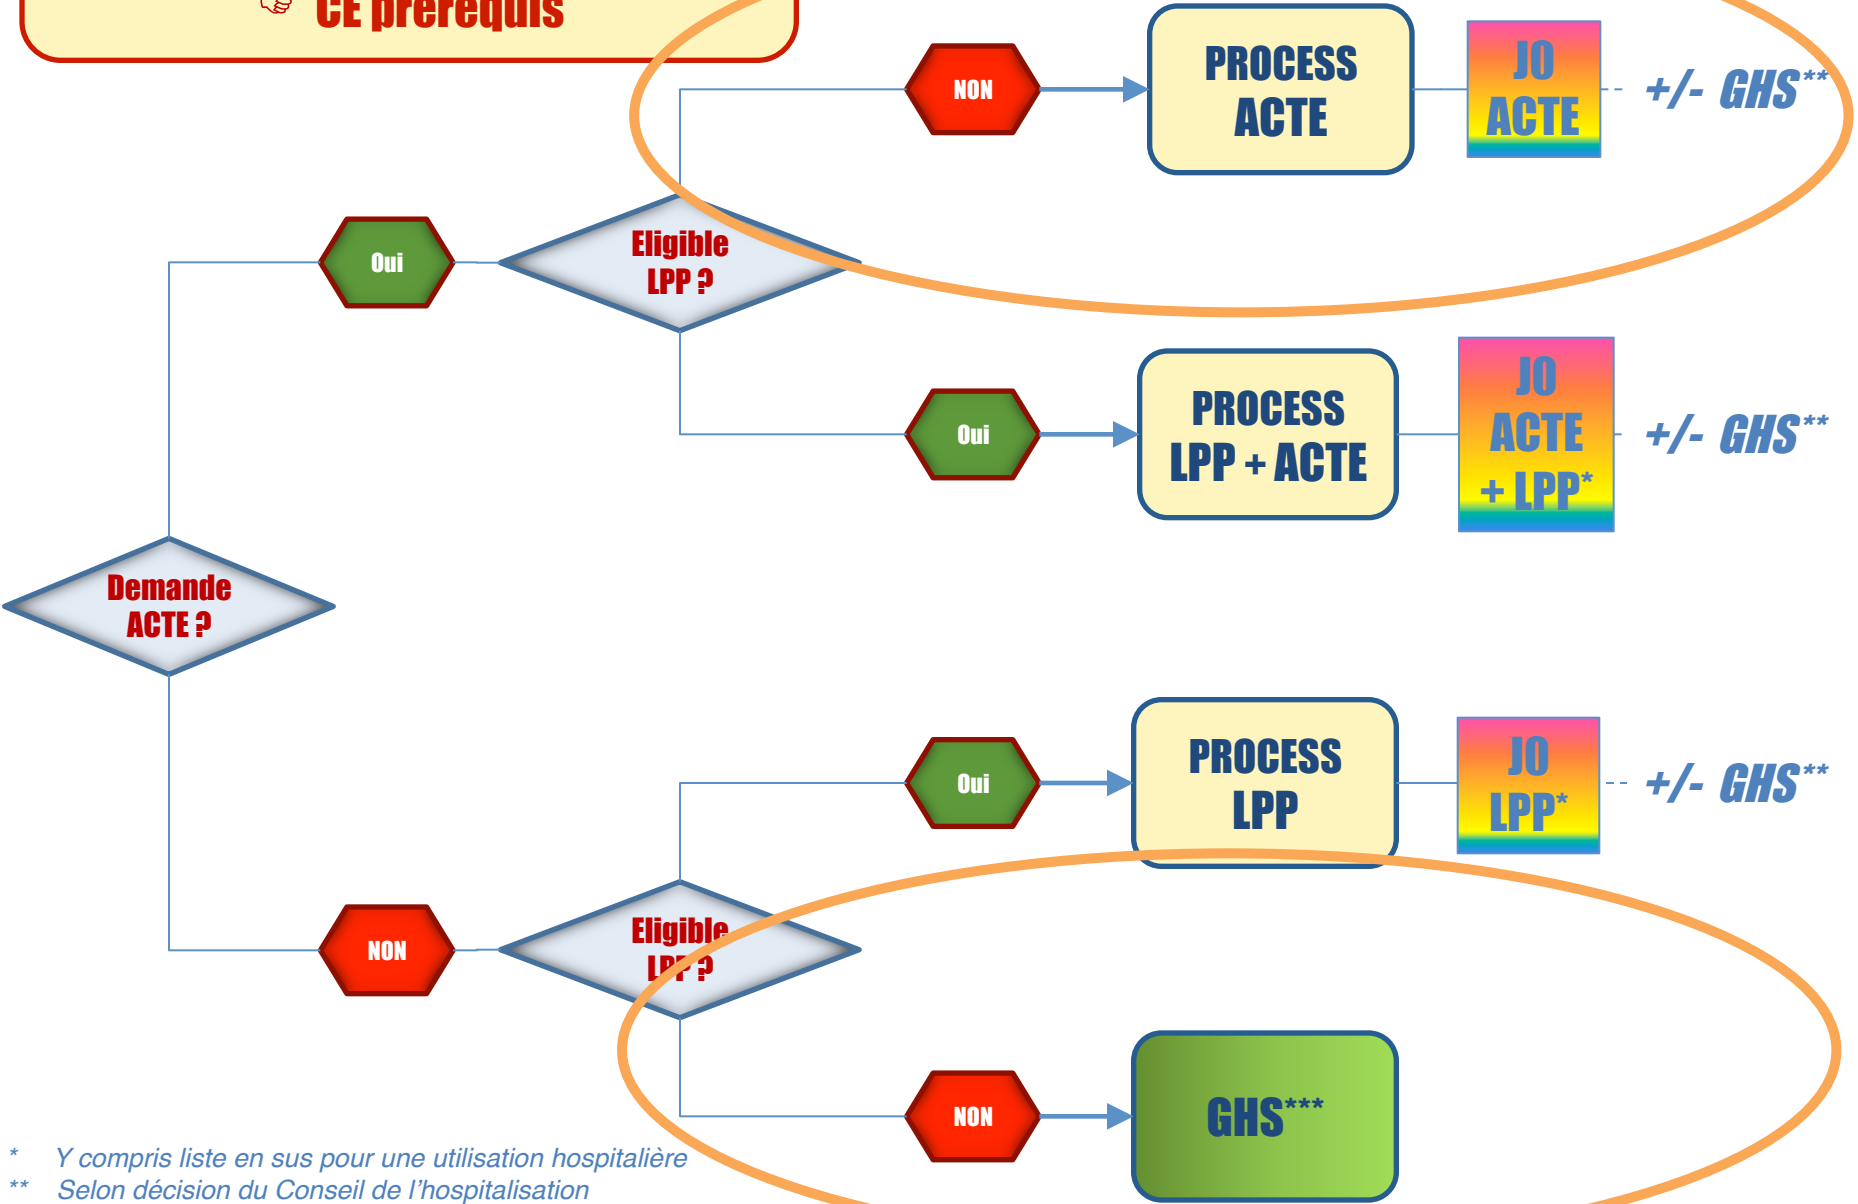 ☞ CE prérequis
NON
PROCESS
ACTE
JO
ACTE
+/- GHS**
Oui
Eligible
LPP ?
Oui
PROCESS
LPP + ACTE
JO
ACTE
+ LPP*
+/- GHS**
Demande
ACTE ?
Oui
PROCESS
LPP
JO
LPP*
+/- GHS**
NON
Eligible
LPP ?
NON
GHS***
* Y compris liste en sus pour une utilisation hospitalière
** Selon décision du Conseil de l’hospitalisation